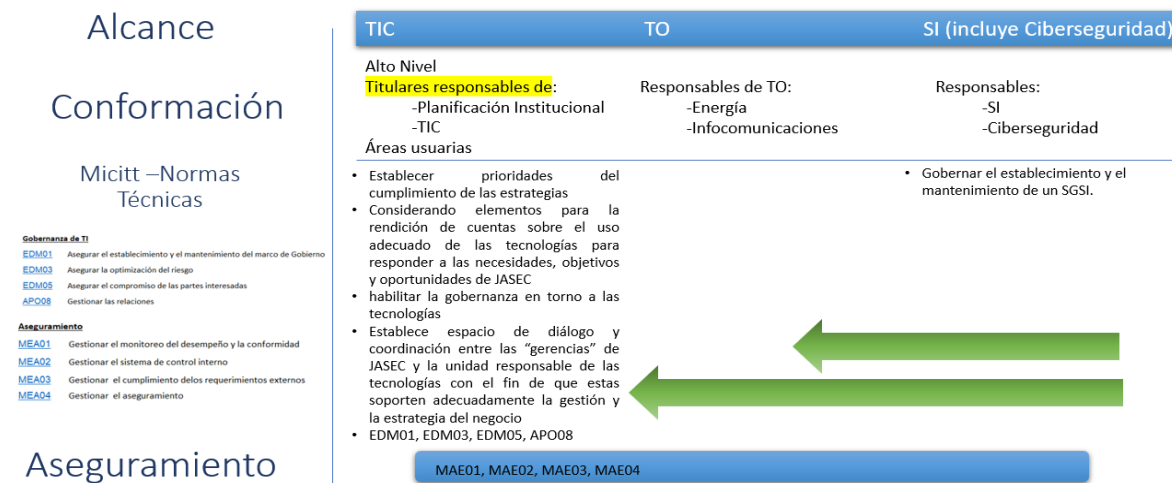 Alcance
Conformación
Micitt –Normas
Técnicas
Gobernanza de TI
EDM01 Asegurar el establecimiento y el mantenimiento del marco de Gobierno
EDM03 Asegurar la optimización del riesgo
EDM05 Asegurar el compromiso de las partes interesadas
APO08 Gestionar las relaciones
Aseguramiento
MEA01 Gestionar el monitoreo del desempeño y la conformidad
MEA02 Gestionar el sistema de control interno
MEA03 Gestionar el cumplimiento delos requerimientos externos
MEA04 Gestionar el aseguramiento
Aseguramiento
TIC TO SI (incluye Ciberseguridad)
Alto Nivel
Titulares responsables de:
-Planificación Institucional
-TIC
Áreas usuarias
Responsables de TO:
-Energía
-Infocomunicaciones
Responsables:
-SI
-Ciberseguridad
• Establecer prioridades del
cumplimiento de las estrategias
• Considerando elementos para la
rendición de cuentas sobre el uso
adecuado de las tecnologías para
responder a las necesidades, objetivos
y oportunidades de JASEC
• habilitar la gobernanza en torno a las
tecnologías
• Establece espacio de diálogo y
coordinación entre las “gerencias” de
JASEC y la unidad responsable de las
tecnologías con el fin de que estas
soporten adecuadamente la gestión y
la estrategia del negocio
• EDM01, EDM03, EDM05, APO08
• Gobernar el establecimiento y el
mantenimiento de un SGSI.
MAE01, MAE02, MAE03, MAE04